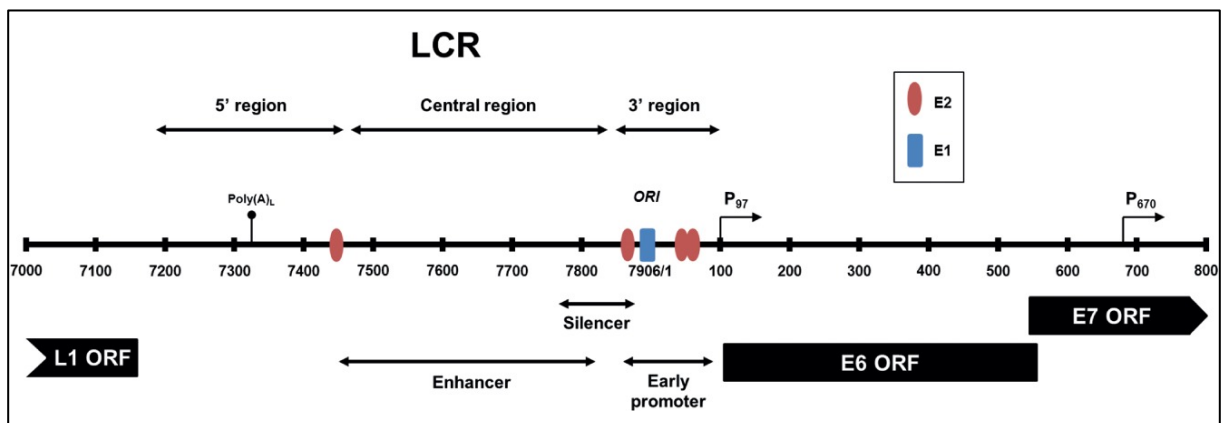 LCR
5' region
Central region
3' region
E2
E1
Poly(A)L
ORI
P97
P670
7000 7100 7200 7300 7400 7500 7600 7700 7800 7906/1 100 200 300 400 500 600 700 800
Silencer
E7 ORF
L1 ORF
Enhancer
Early
promoter
E6 ORF